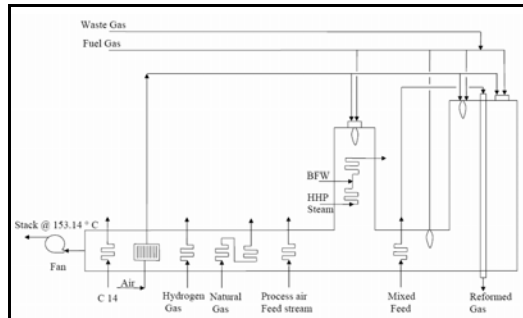 Waste Gas
Fuel Gas
BFW
HHP
Steam
Stack @ 153.14 ° C
Fan
Air
C 14
Hydrogen
Gas
Natural
Gas
Process air
Feed stream
Mixed
Feed
Reformed
Gas